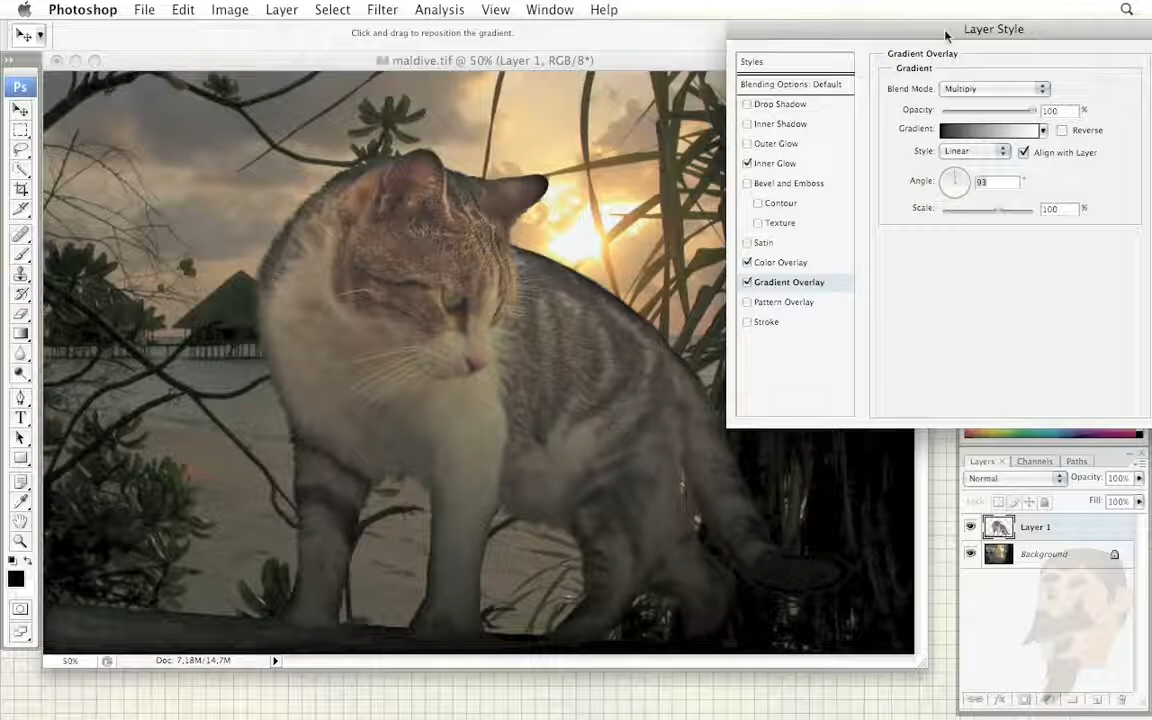 Photoshop File Edit Image Layer Select Filter Analysis View Window Help
Click and drag to reposition the gradient.
Layer Style
maldive.tif @ 50% (Layer 1, RGB/8*)
Styles
Gradient Overlay
Gradient
Blending Options: Default
Blend Mode: Multiply
Drop Shadow
Opacity: 100 %
Inner Shadow
Gradient: Reverse
Outer Glow
Style: Linear Align with Layer
Inner Glow
Bevel and Emboss
Angle: 93 °
Contour
Scale: 100 %
Texture
Satin
Color Overlay
Gradient Overlay
Pattern Overlay
Stroke
Ps
T
Layers × Channels Paths
Normal Opacity: 100%
Lock: Fill: 100%
Layer 1
Background
50% Doc: 7,18M/14,7M